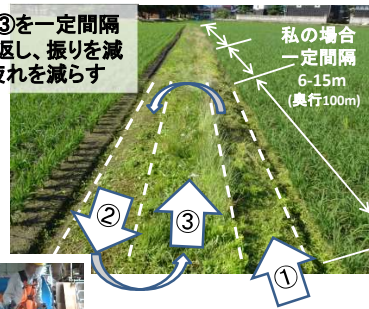 ③を一定間隔
返し、振りを減
疲れを減らす
私の場合
一定間隔
6-15m
(奥行100m)
②
③
①